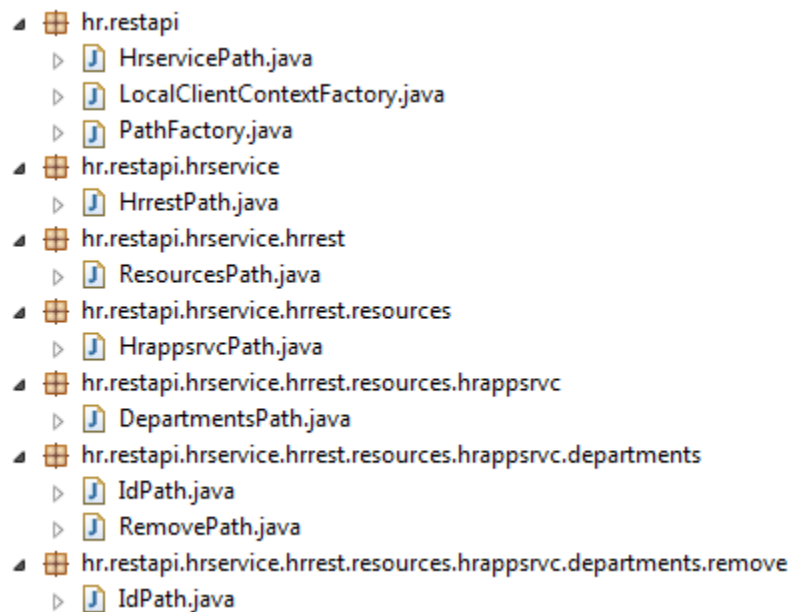 hr.restapi
HrservicePath.java
LocalClientContextFactory.java
PathFactory.java
hr.restapi.hrservice
HrrestPath.java
hr.restapi.hrservice.hrrest
ResourcesPath.java
hr.restapi.hrservice.hrrest.resources
HrappsrvcPath.java
hr.restapi.hrservice.hrrest.resources.hrappsrvc
DepartmentsPath.java
hr.restapi.hrservice.hrrest.resources.hrappsrvc.departments
IdPath.java
RemovePath.java
hr.restapi.hrservice.hrrest.resources.hrappsrvc.departments.remove
IdPath.java